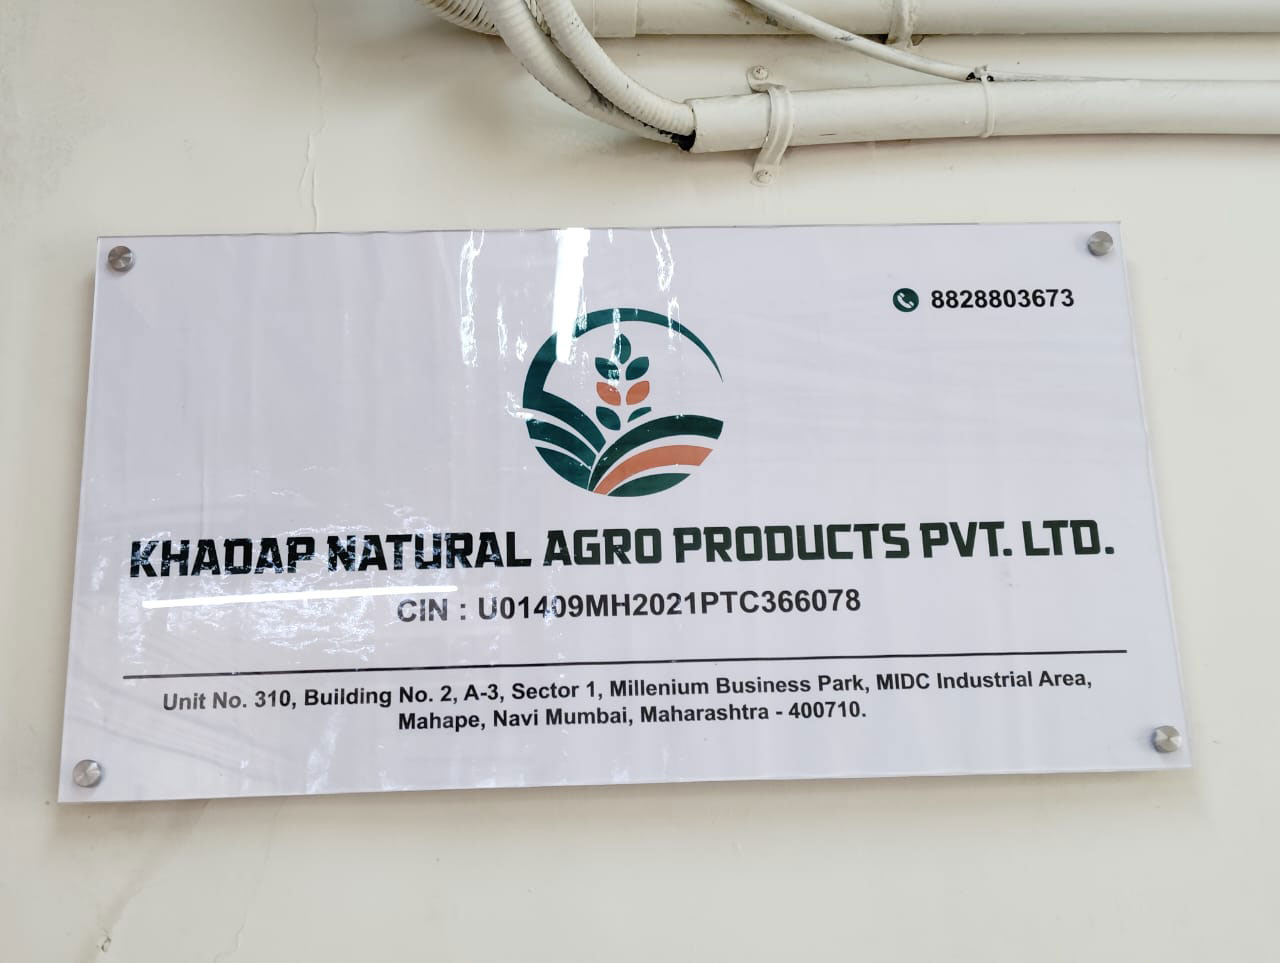 8828803673
KHADAP NATURAL AGRO PRODUCTS PVT. LTD.
CIN : U01409MH2021PTC366078
Unit No. 310, Building No. 2, A-3, Sector 1, Millenium Business Park, MIDC Industrial Area,
Mahape, Navi Mumbai, Maharashtra - 400710.